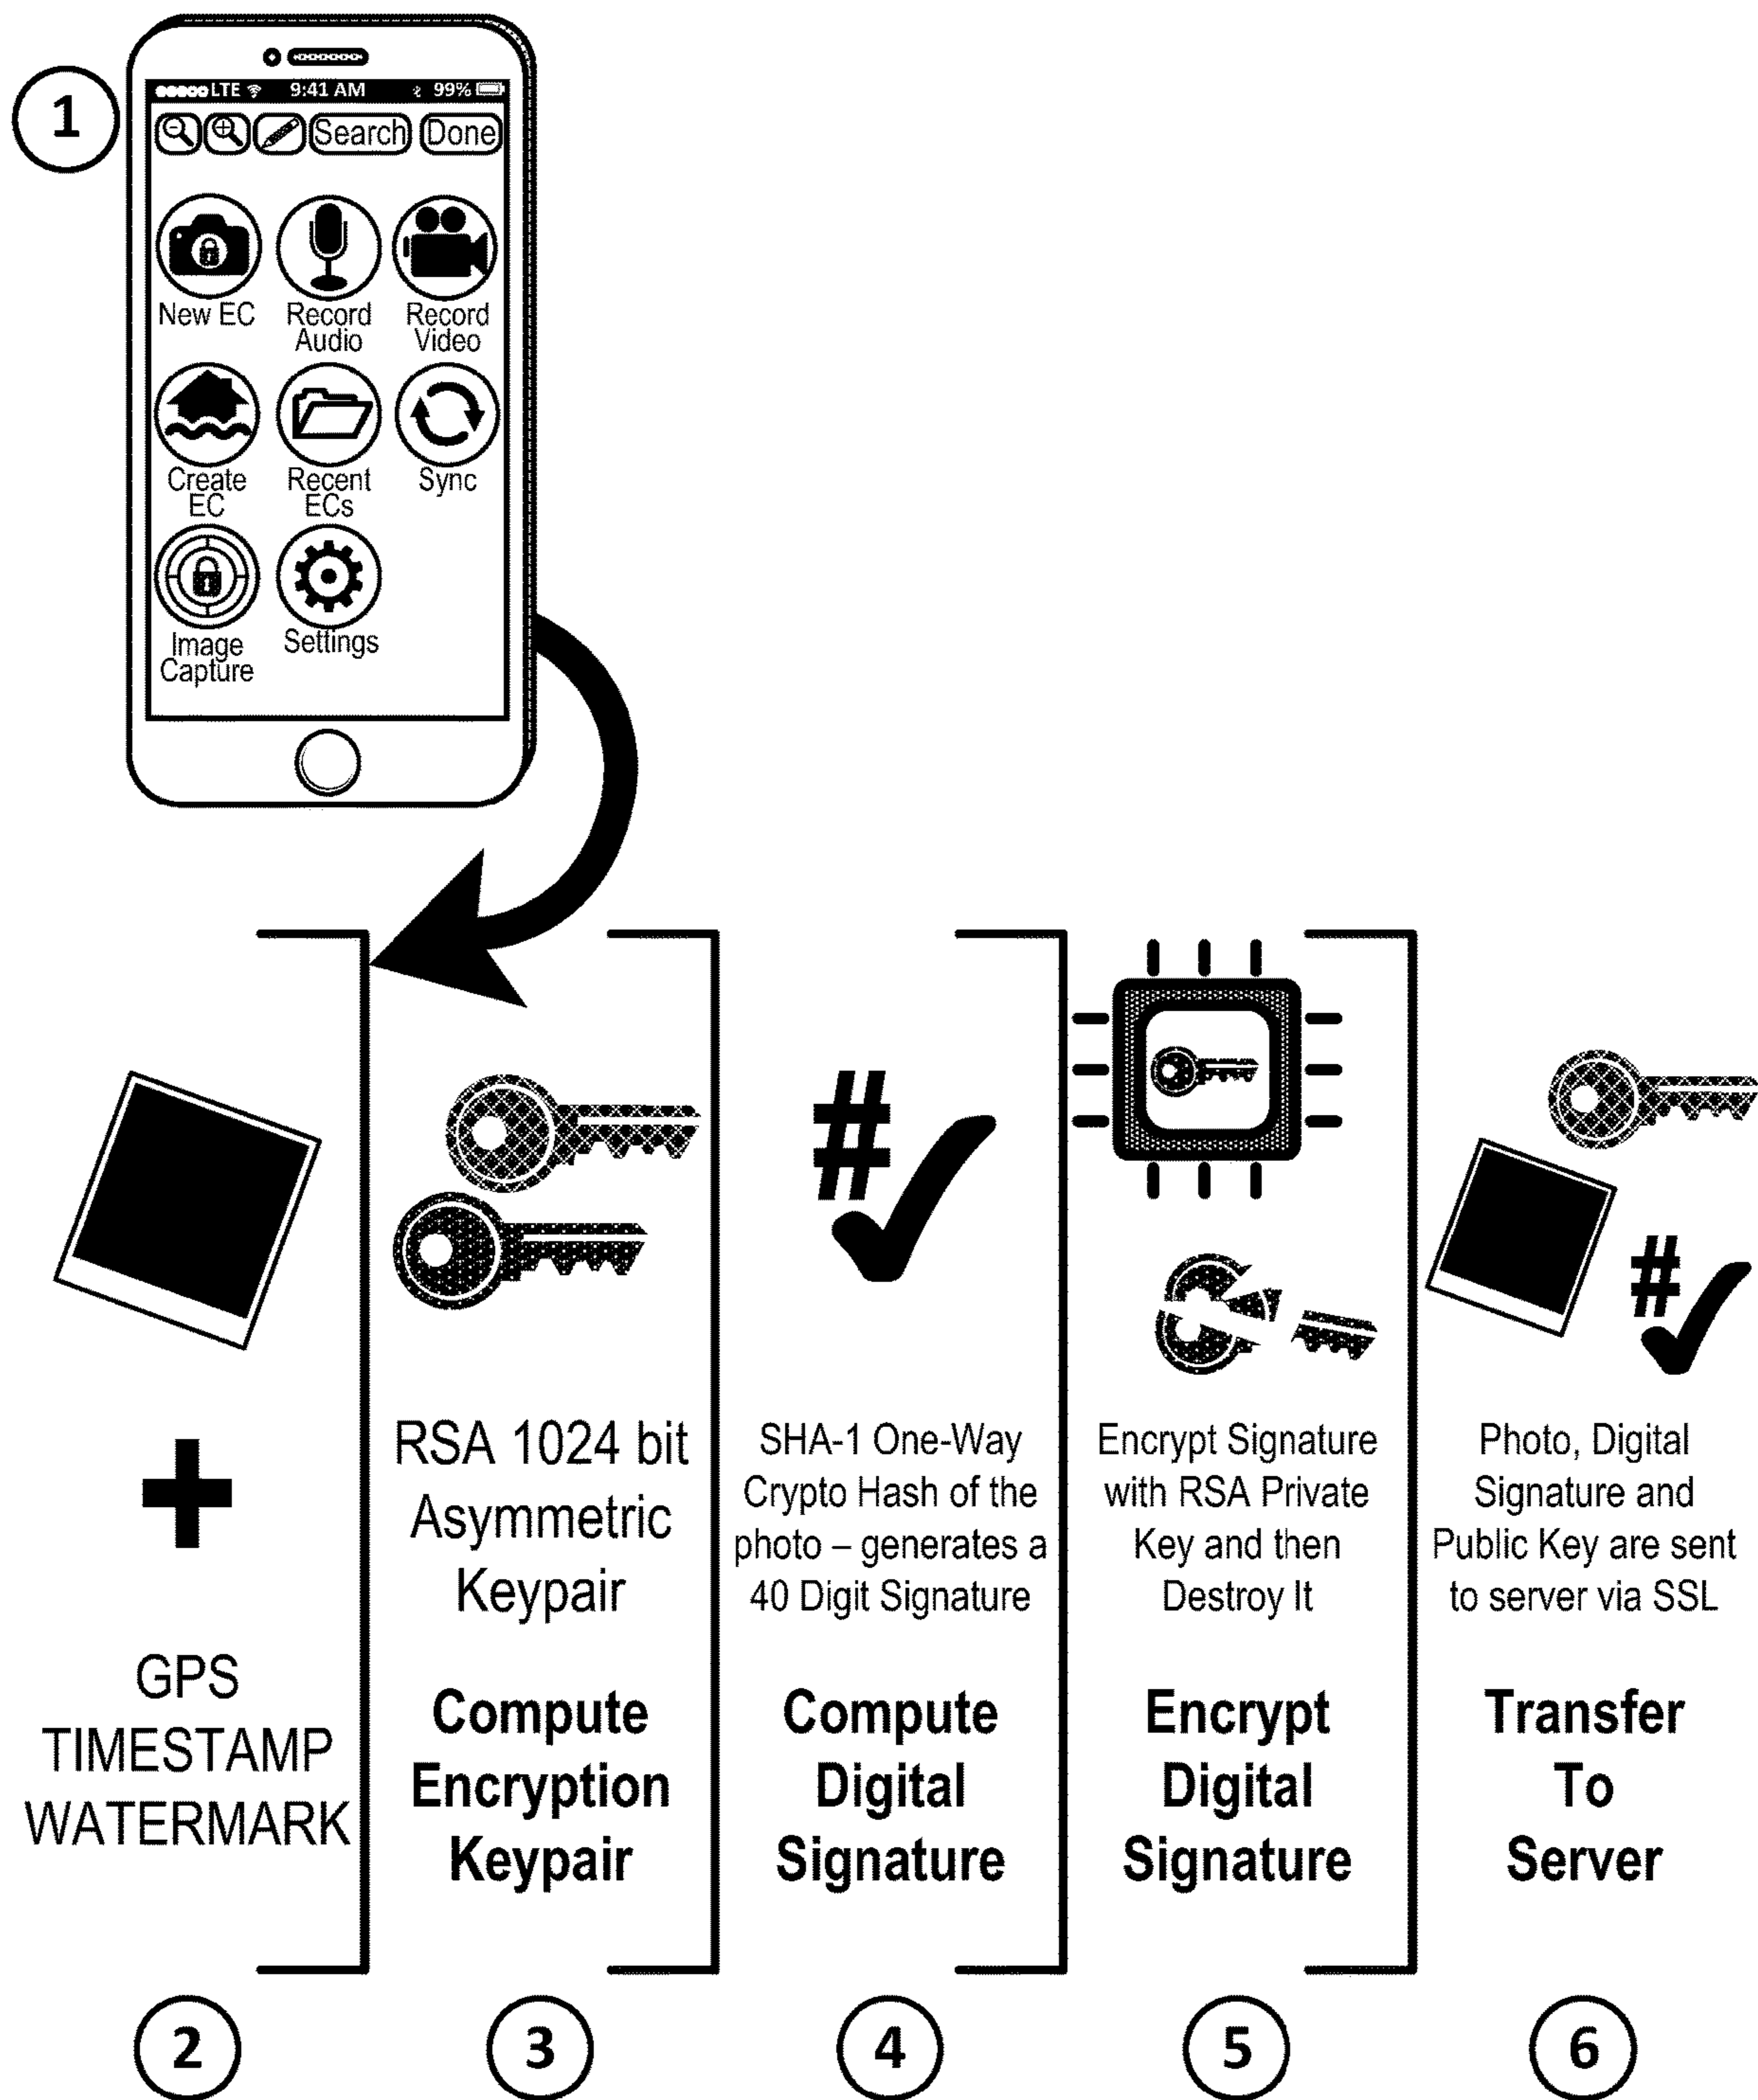 1
LTE 9:41 AM 99%
Search Done
New EC
Record
Audio
Record
Video
Create
EC
Recent
ECs
Sync
Image
Capture
Settings
+
GPS
TIMESTAMP
WATERMARK
2
RSA 1024 bit
Asymmetric
Keypair
Compute
Encryption
Keypair
3
#
SHA-1 One-Way
Crypto Hash of the
photo – generates a
40 Digit Signature
Compute
Digital
Signature
4
Encrypt Signature
with RSA Private
Key and then
Destroy It
Encrypt
Digital
Signature
5
#
Photo, Digital
Signature and
Public Key are sent
to server via SSL
Transfer
To
Server
6